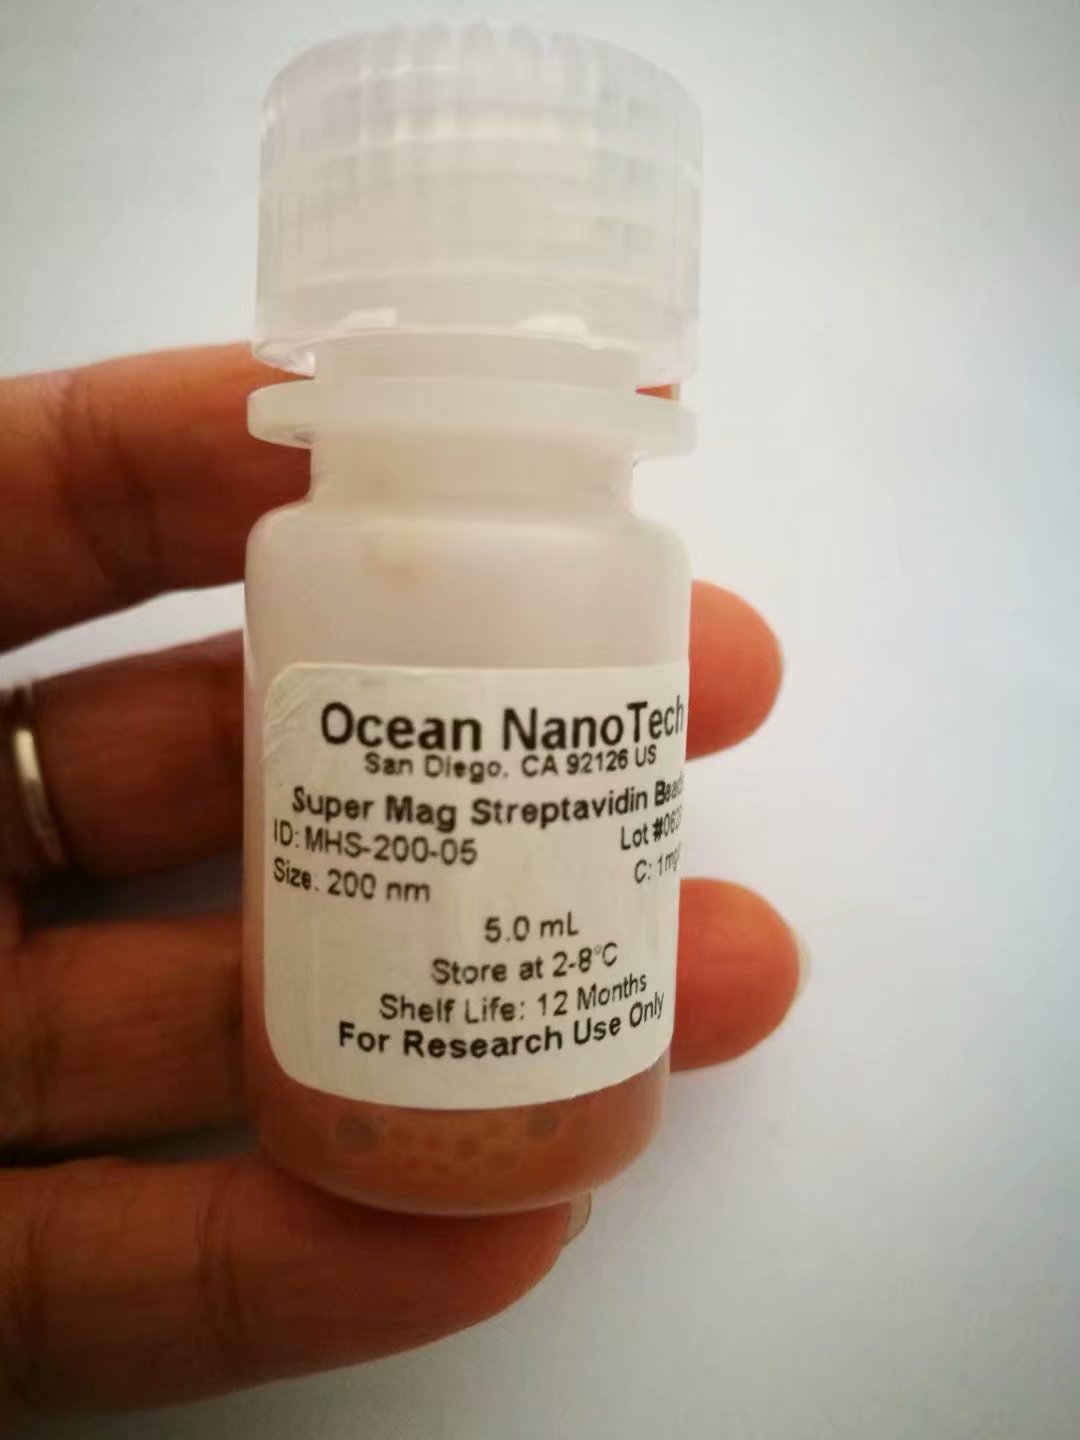 Ocean NanoTech
San Diego, CA 92126 US
Super Mag Streptavidin
ID: MHS-200-05
Lot
Size: 200 nm
C:
5.0 mL
Store at 2-8°C
Shelf Life: 12 Months
For Research Use Only